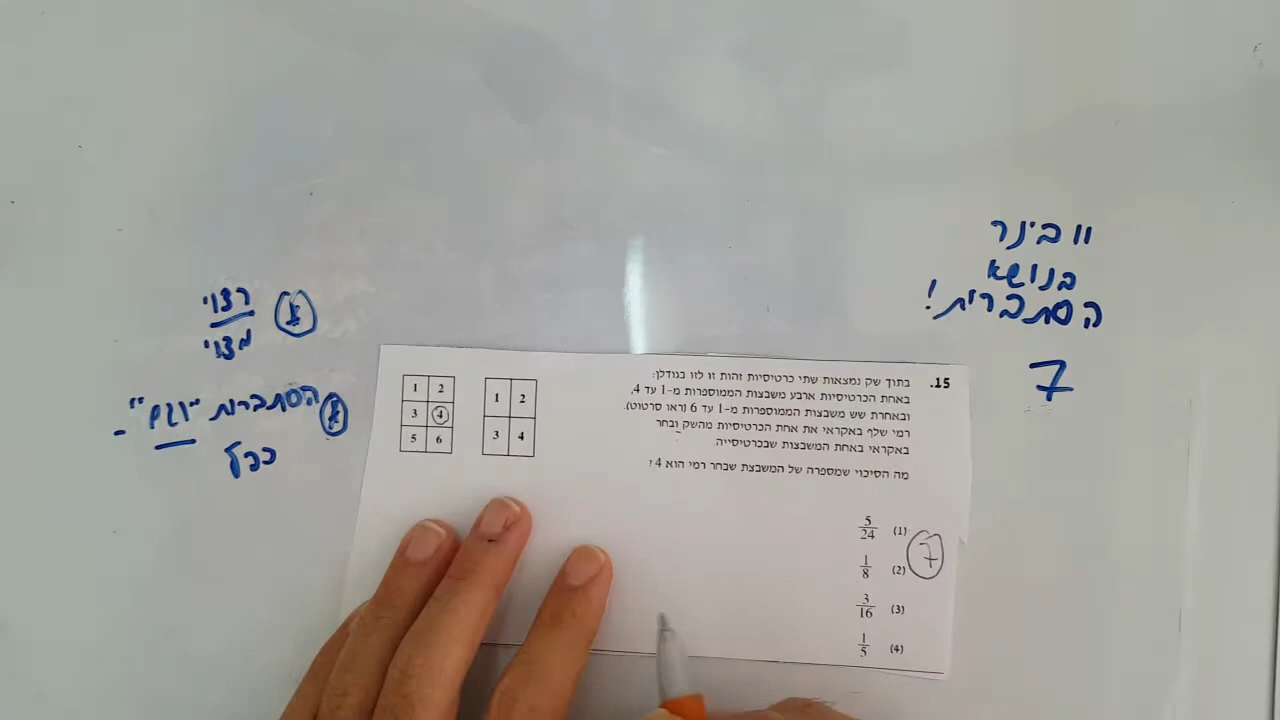 וובינר
בנושא
הסתברות!
7
15. בתוך שק נמצאות שתי כרטיסיות זהות זו לזו בגודלן:
באחת הכרטיסיות ארבע משבצות הממוספרות מ-1 עד 4,
ובאחרת שש משבצות הממוספרות מ-1 עד 6 (ראו סרטוט).
רמי שלף באקראי את אחת הכרטיסיות מהשק ובחר
באקראי באחת המשבצות שבכרטיסייה.
מה הסיכוי שמספרה של המשבצת שבחר רמי הוא 4?
(1) 5/24
(2) 1/8
(3) 3/16
(4) 1/5
7
1 2
3 4
1 2
3 4
5 6
רצוי
מצוי
הסתברות "וגם" -
כפל